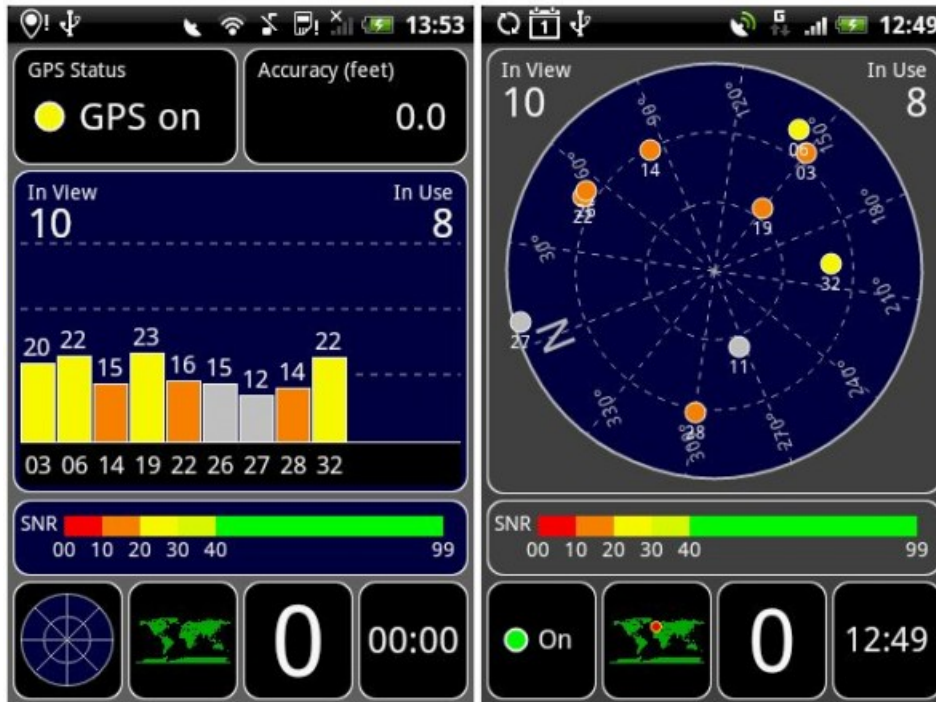 13:53
GPS Status
GPS on
Accuracy (feet)
0.0
In View
10
In Use
8
20 22 15 23 16 15 12 14 22
03 06 14 19 22 26 27 28 32
SNR
00 10 20 30 40 99
0
00:00
1
G
12:49
In View
10
In Use
8
120°
90°
150°
60°
180°
30°
210°
N
240°
330°
270°
300°
06
03
14
22
19
32
27
11
28
SNR
00 10 20 30 40 99
On
0
12:49